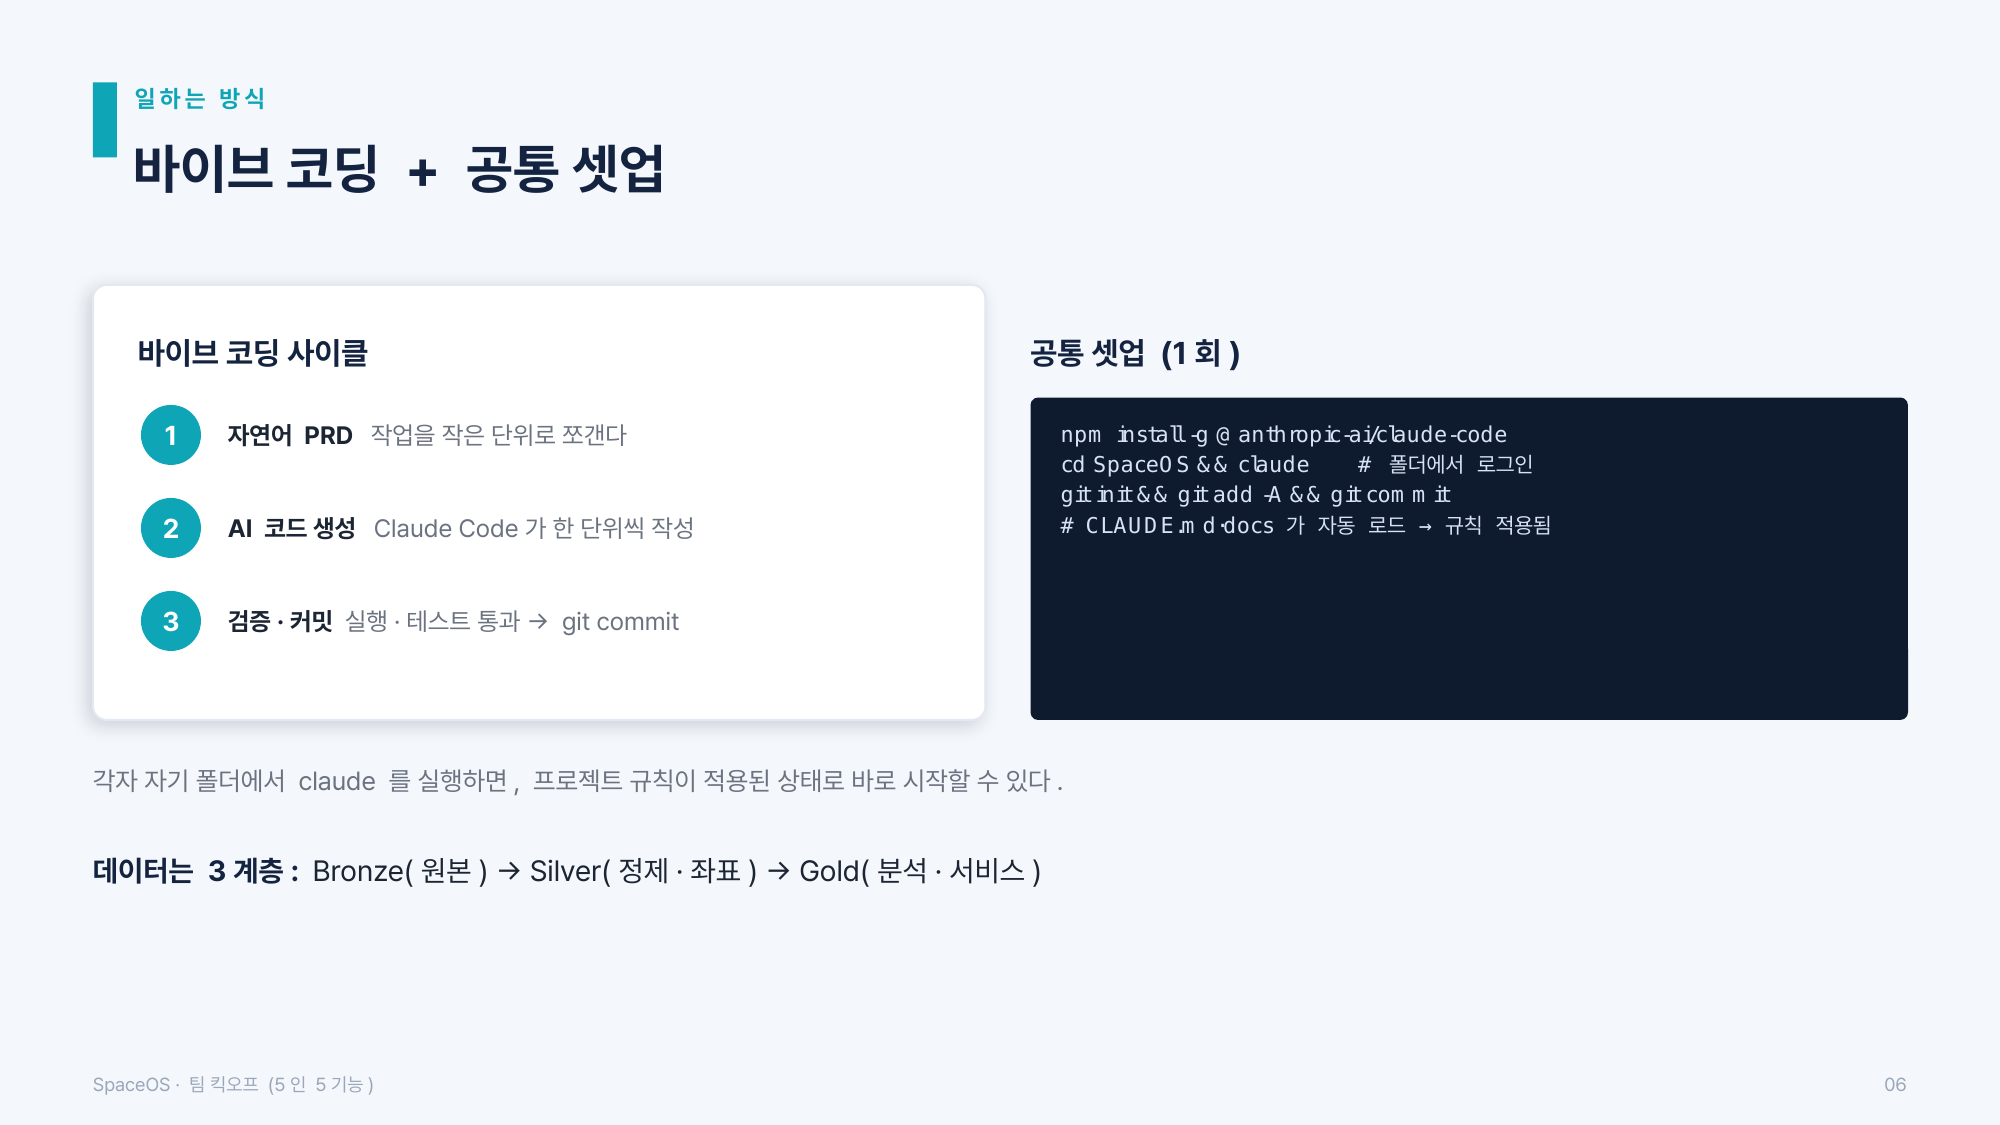 일하는 방식
바이브 코딩 + 공통 셋업
바이브 코딩 사이클
1 자연어 PRD 작업을 작은 단위로 쪼갠다
2 AI 코드 생성 Claude Code 가 한 단위씩 작성
3 검증 · 커밋 실행 · 테스트 통과 → git commit
공통 셋업 (1 회 )
npm install -g @anthropic-ai/claude-code
cd SpaceOS && claude # 폴더에서 로그인
git init && git add -A && git commit
# CLAUDE.md·docs 가 자동 로드 → 규칙 적용됨
각자 자기 폴더에서 claude 를 실행하면 , 프로젝트 규칙이 적용된 상태로 바로 시작할 수 있다 .
데이터는 3 계층 : Bronze( 원본 ) → Silver( 정제 · 좌표 ) → Gold( 분석 · 서비스 )
SpaceOS · 팀 킥오프 (5 인 5 기능 )
06